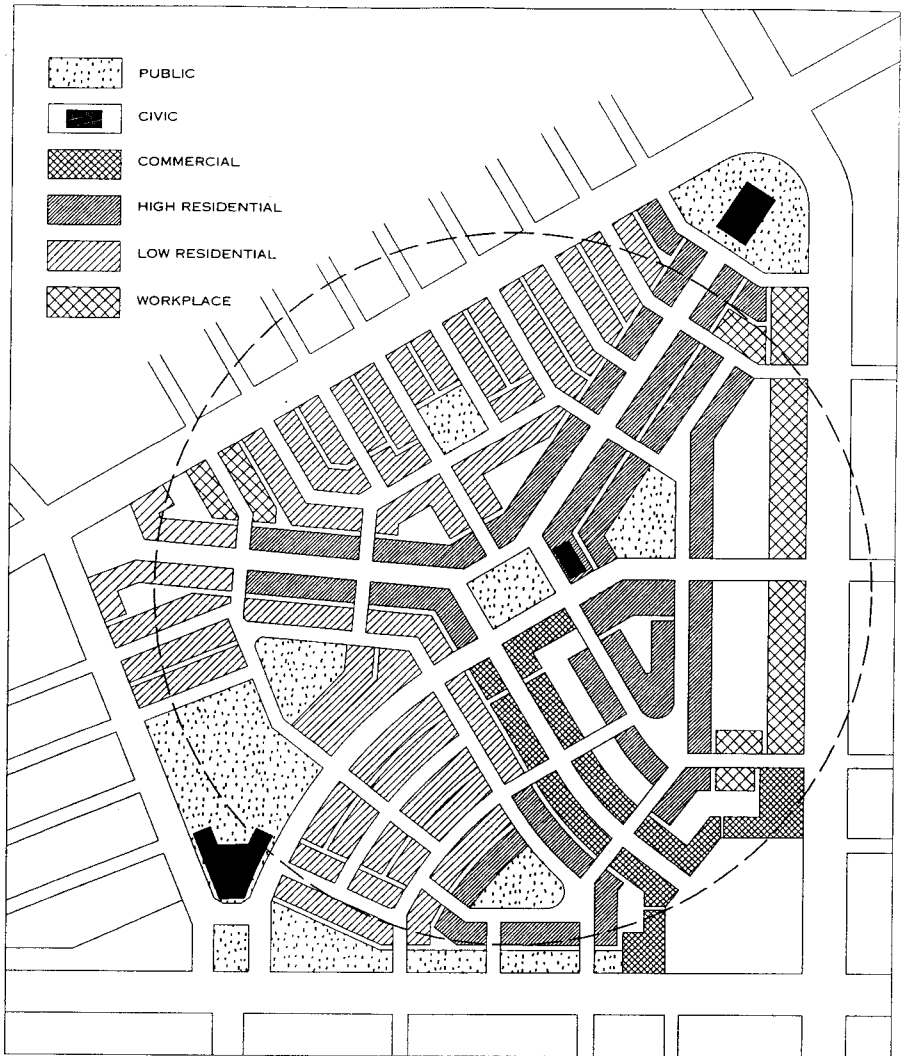 PUBLIC
CIVIC
COMMERCIAL
HIGH RESIDENTIAL
LOW RESIDENTIAL
WORKPLACE